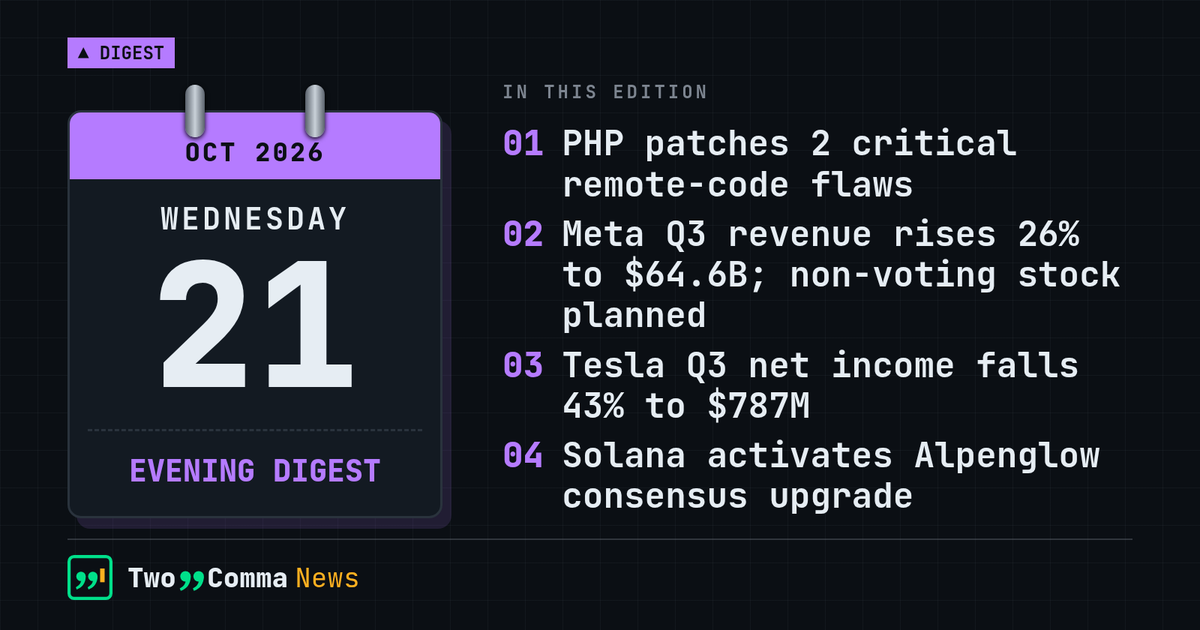 ▲ DIGEST
OCT 2026
WEDNESDAY
21
EVENING DIGEST
IN THIS EDITION
01 PHP patches 2 critical
remote-code flaws
02 Meta Q3 revenue rises 26%
to $64.6B; non-voting stock
planned
03 Tesla Q3 net income falls
43% to $787M
04 Solana activates Alpenglow
consensus upgrade
Two,,Comma News